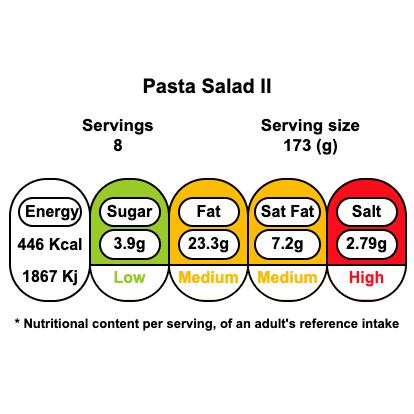 Pasta Salad II
Servings
8
Serving size
173 (g)
Energy Sugar Fat Sat Fat Salt
446 Kcal 3.9g 23.3g 7.2g 2.79g
1867 Kj Low Medium Medium High
* Nutritional content per serving, of an adult's reference intake